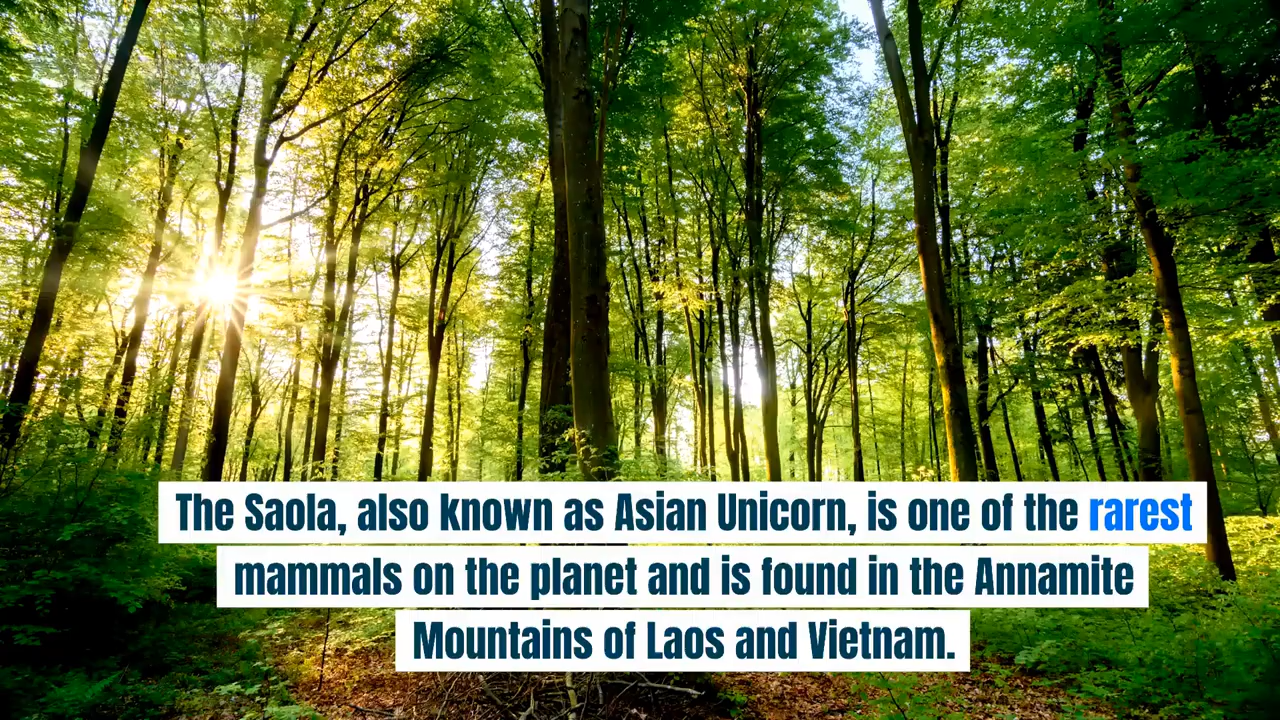 The Saola, also known as Asian Unicorn, is one of the rarest
mammals on the planet and is found in the Annamite
Mountains of Laos and Vietnam.